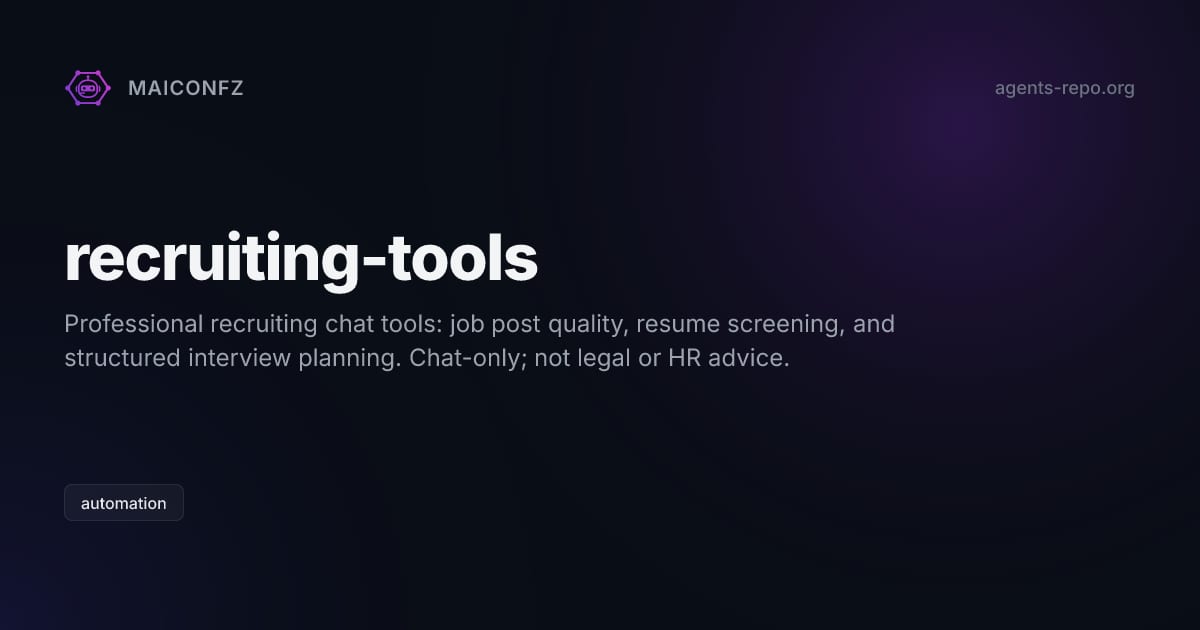 MAICONFZ
agents-repo.org
recruiting-tools
Professional recruiting chat tools: job post quality, resume screening, and
structured interview planning. Chat-only; not legal or HR advice.
automation